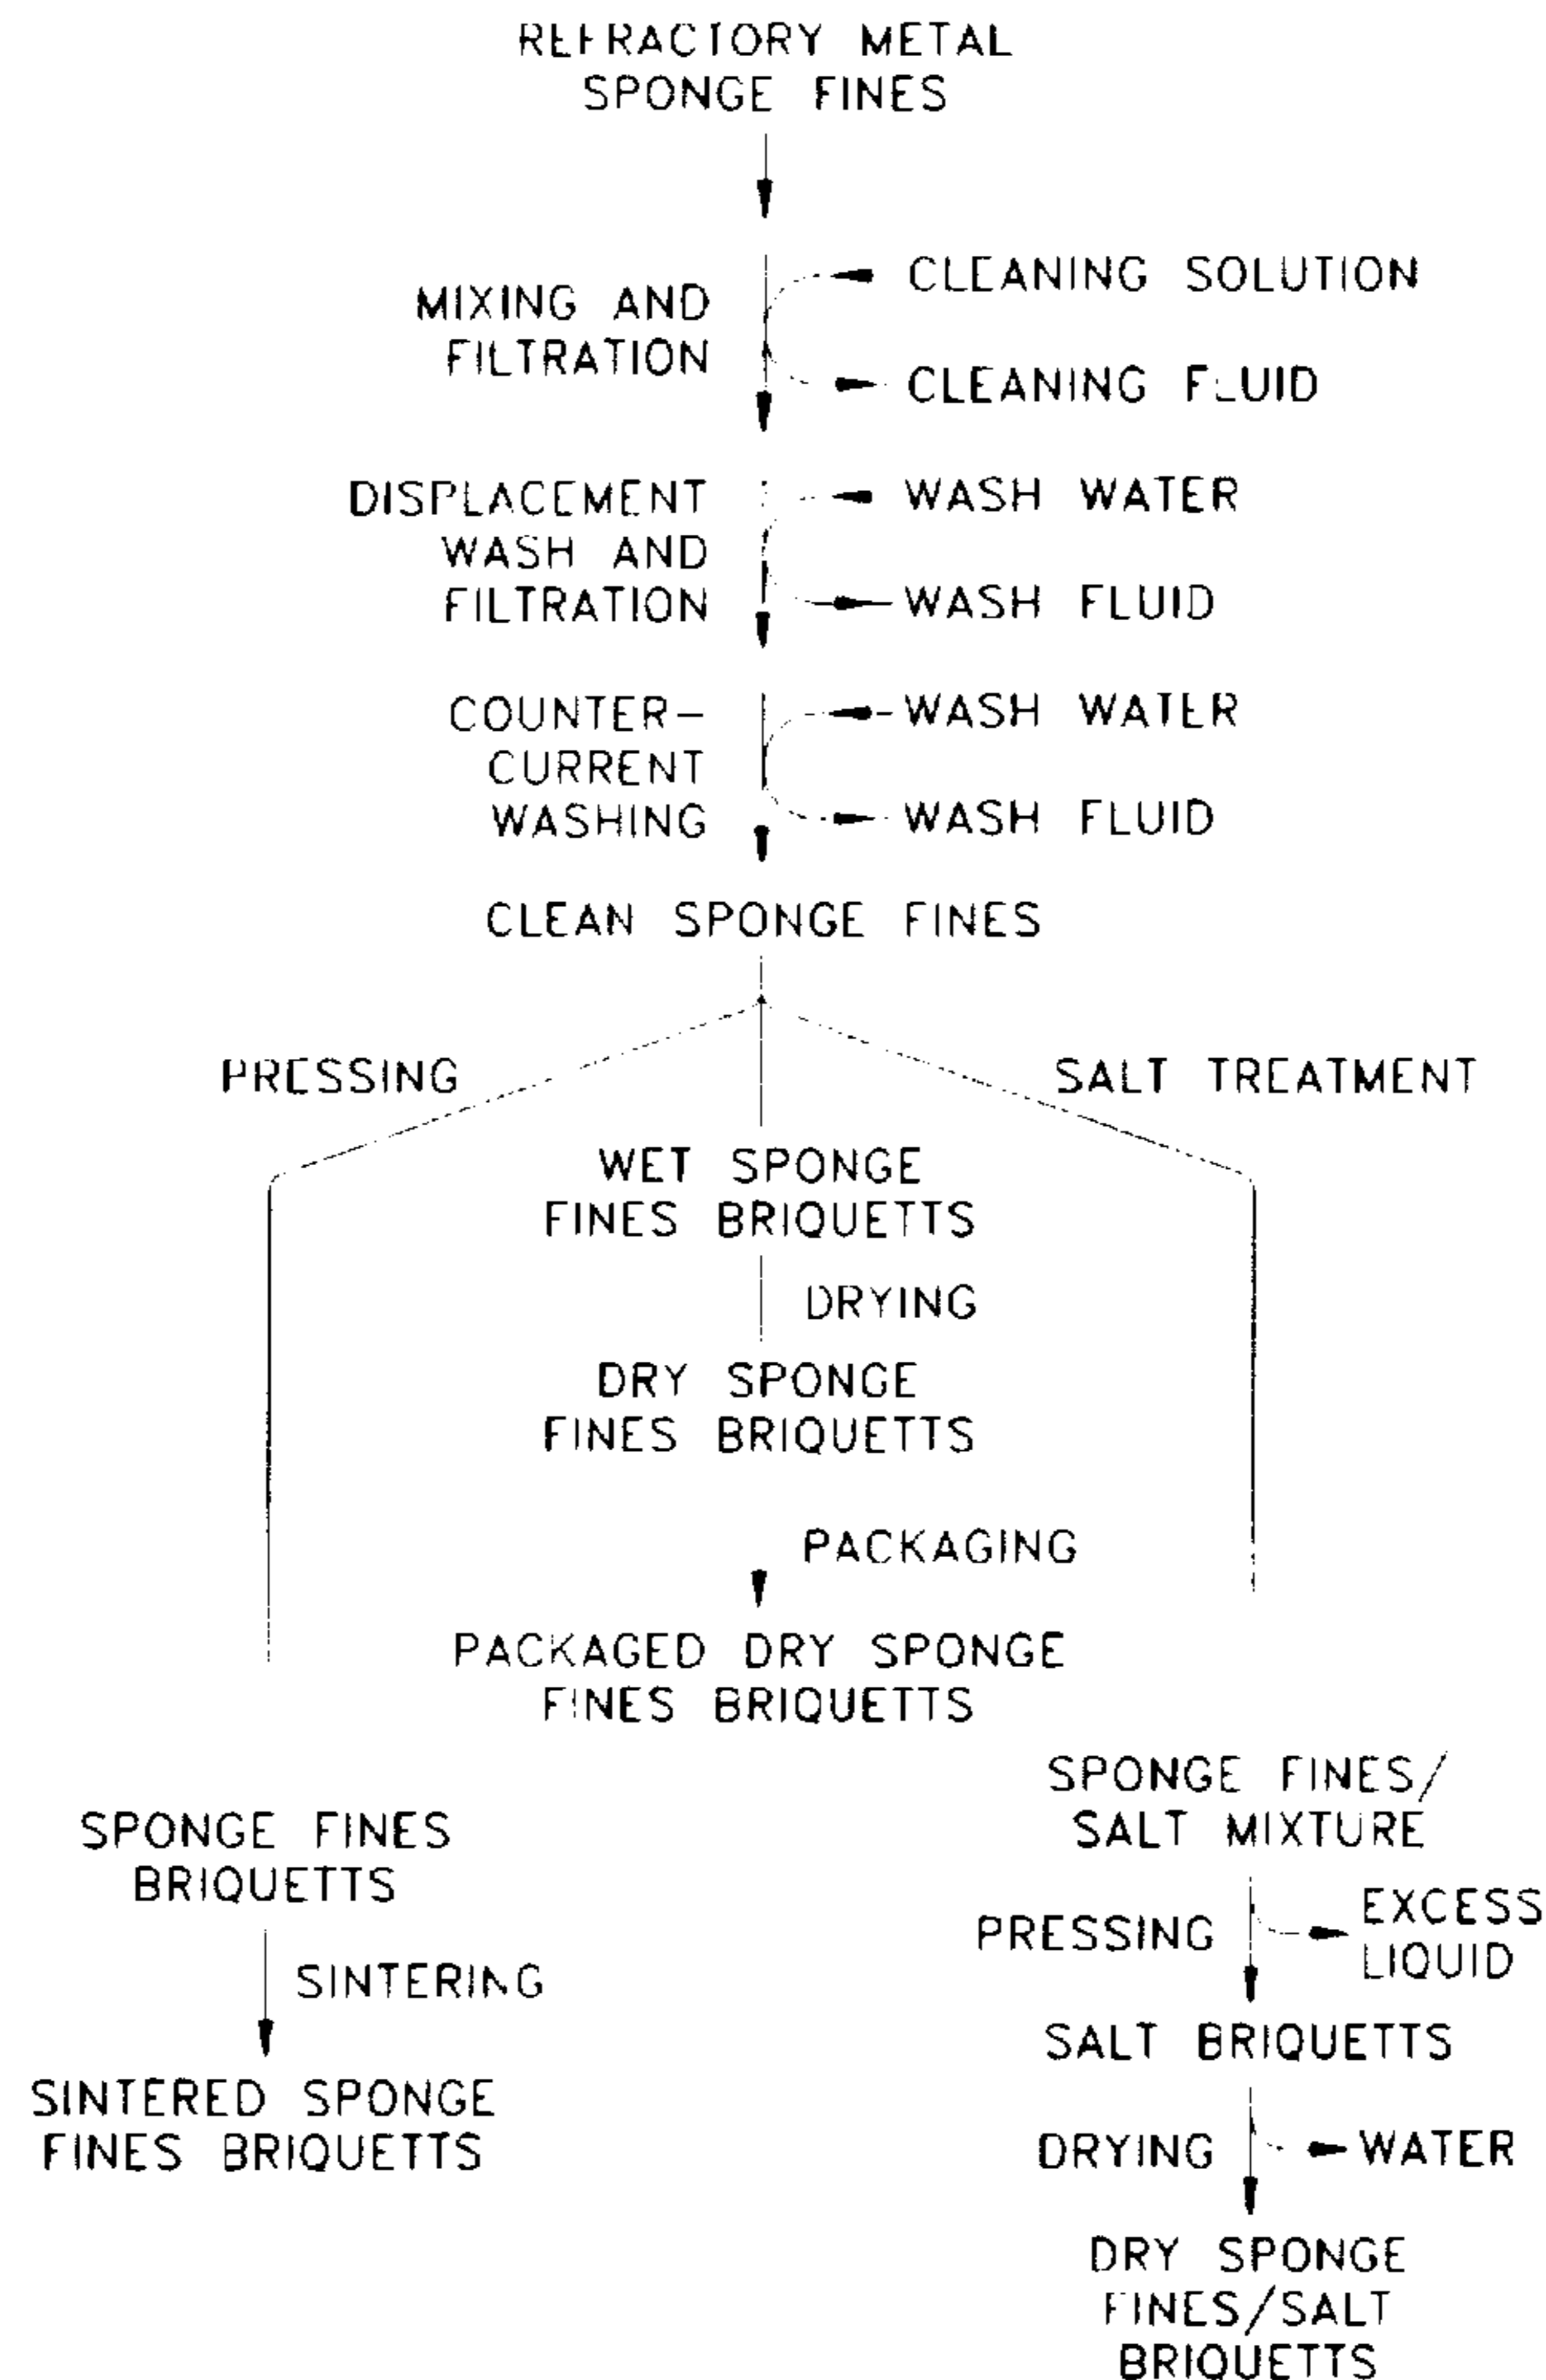 REFRACTORY METAL
SPONGE FINES
CLEANING SOLUTION
MIXING AND
FILTRATION
CLEANING FLUID
DISPLACEMENT
WASH AND
FILTRATION
WASH WATER
WASH FLUID
COUNTER-
CURRENT
WASHING
WASH WATER
WASH FLUID
CLEAN SPONGE FINES
PRESSING
SALT TREATMENT
WET SPONGE
FINES BRIQUETTS
DRYING
DRY SPONGE
FINES BRIQUETTS
PACKAGING
PACKAGED DRY SPONGE
FINES BRIQUETTS
SPONGE FINES
BRIQUETTS
SINTERING
SINTERED SPONGE
FINES BRIQUETTS
SPONGE FINES/
SALT MIXTURE
PRESSING
EXCESS
LIQUID
SALT BRIQUETTS
DRYING
WATER
DRY SPONGE
FINES/SALT
BRIQUETTS